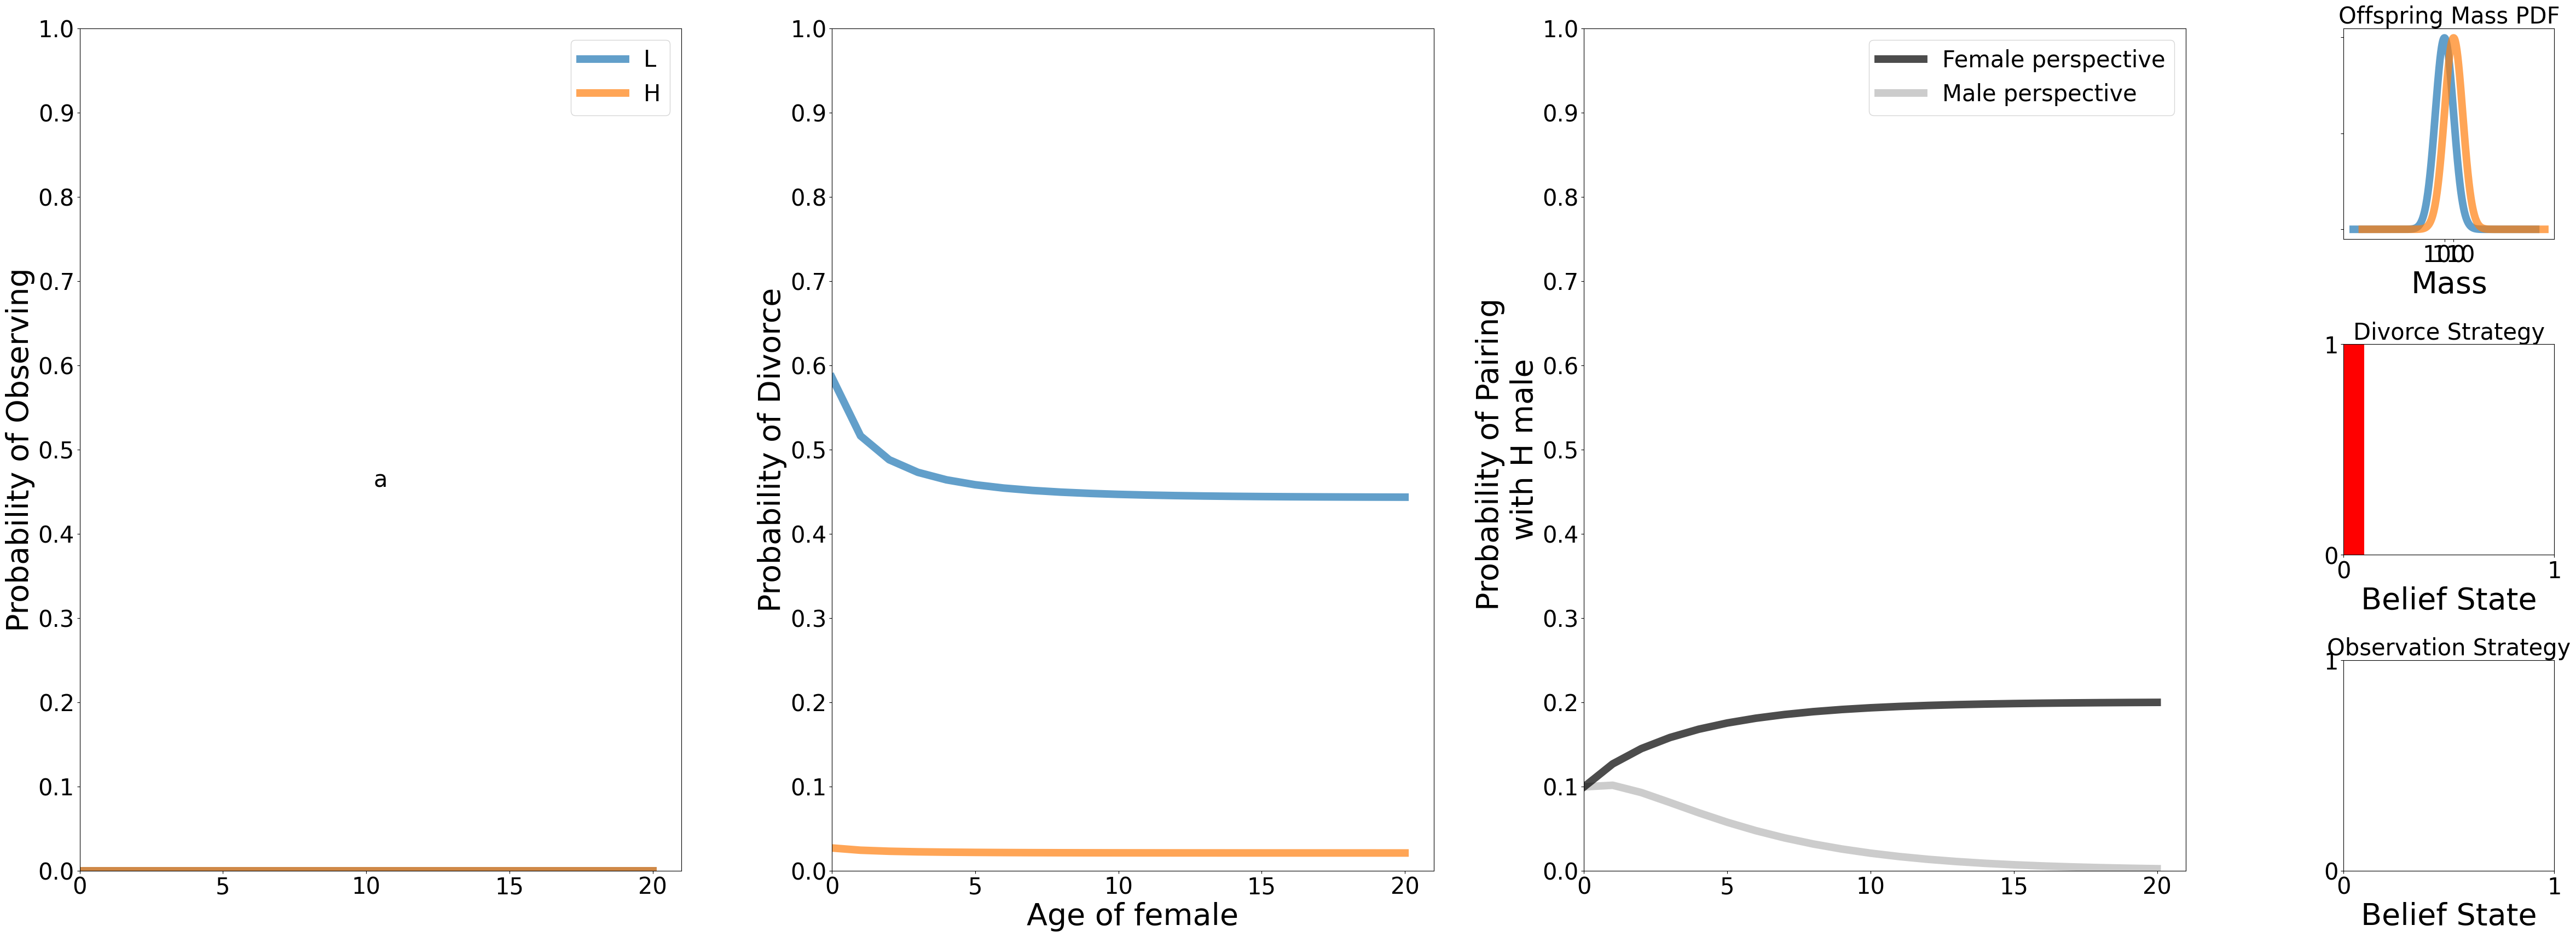 Probability of Observing
1.0
0.9
0.8
0.7
0.6
0.5
0.4
0.3
0.2
0.1
0.0
0 5 10 15 20
L
H
a
Probability of Divorce
1.0
0.9
0.8
0.7
0.6
0.5
0.4
0.3
0.2
0.1
0.0
0 5 10 15 20
Age of female
Probability of Pairing
with H male
1.0
0.9
0.8
0.7
0.6
0.5
0.4
0.3
0.2
0.1
0.0
0 5 10 15 20
Female perspective
Male perspective
Offspring Mass PDF
100 110
Mass
Divorce Strategy
1
0
0 1
Belief State
Observation Strategy
1
0
0 1
Belief State